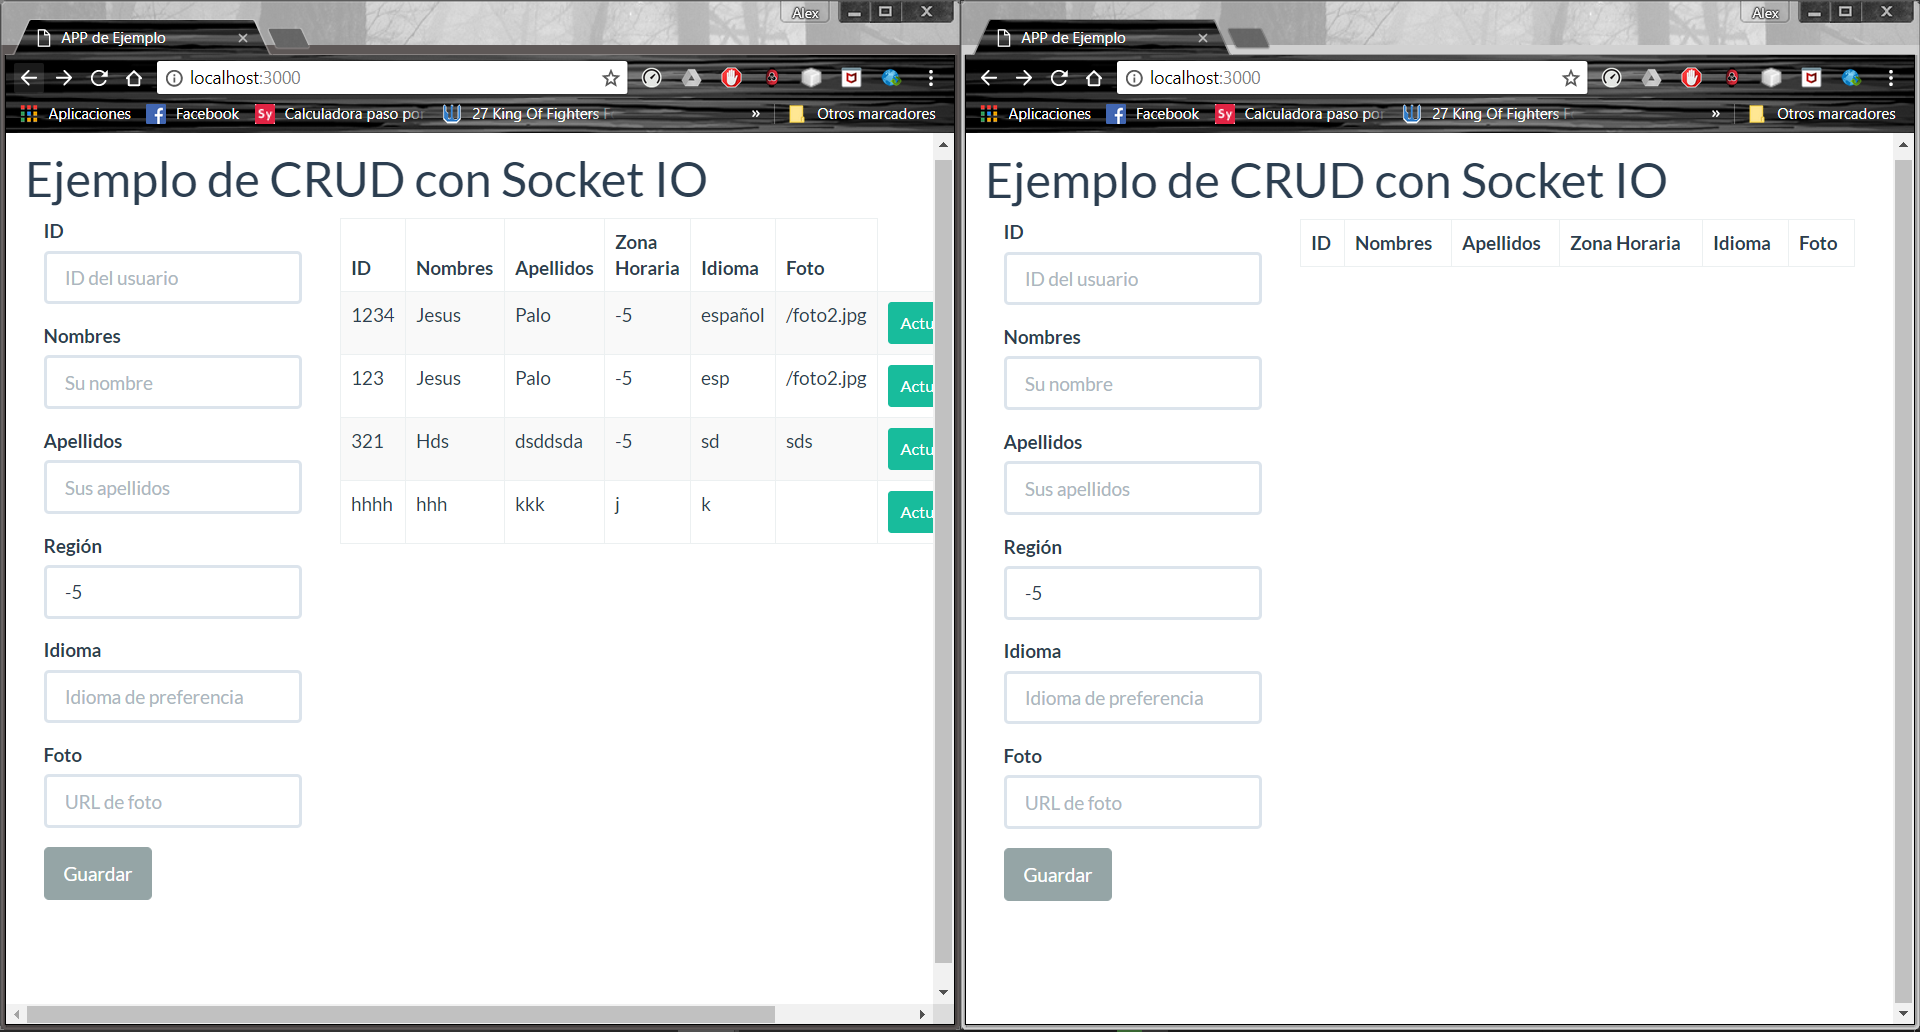 Alex
APP de Ejemplo
localhost:3000
Aplicaciones
Facebook
Sy
Calculadora paso por
27 King Of Fighters
»
Otros marcadores
Ejemplo de CRUD con Socket IO
ID
ID del usuario
Nombres
Su nombre
Apellidos
Sus apellidos
Región
-5
Idioma
Idioma de preferencia
Foto
URL de foto
Guardar
ID Nombres Apellidos Zona Horaria Idioma Foto
1234 Jesus Palo -5 español /foto2.jpg Actu
123 Jesus Palo -5 esp /foto2.jpg Actu
321 Hds dsddsda -5 sd sds Actu
hhhh hhh kkk j k Actu
Alex
APP de Ejemplo
localhost:3000
Aplicaciones
Facebook
Sy
Calculadora paso por
27 King Of Fighters
»
Otros marcadores
Ejemplo de CRUD con Socket IO
ID
ID del usuario
Nombres
Su nombre
Apellidos
Sus apellidos
Región
-5
Idioma
Idioma de preferencia
Foto
URL de foto
Guardar
ID Nombres Apellidos Zona Horaria Idioma Foto